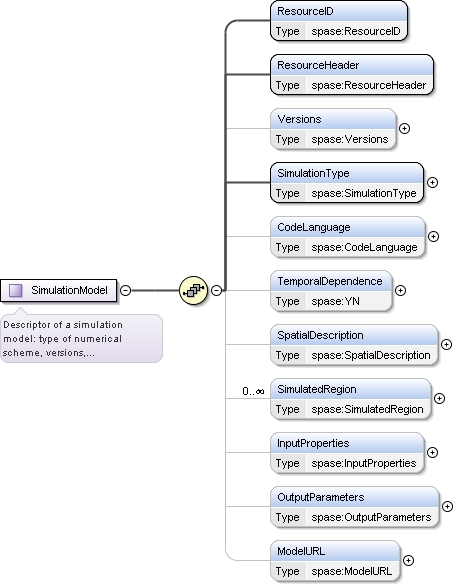 ResourceID
Type spase:ResourceID
ResourceHeader
Type spase:ResourceHeader
Versions
Type spase:Versions
SimulationType
Type spase:SimulationType
CodeLanguage
Type spase:CodeLanguage
SimulationModel
Descriptor of a simulation
model: type of numerical
scheme, versions,...
TemporalDependence
Type spase:YN
SpatialDescription
Type spase:SpatialDescription
0..∞
SimulatedRegion
Type spase:SimulatedRegion
InputProperties
Type spase:InputProperties
OutputParameters
Type spase:OutputParameters
ModelURL
Type spase:ModelURL